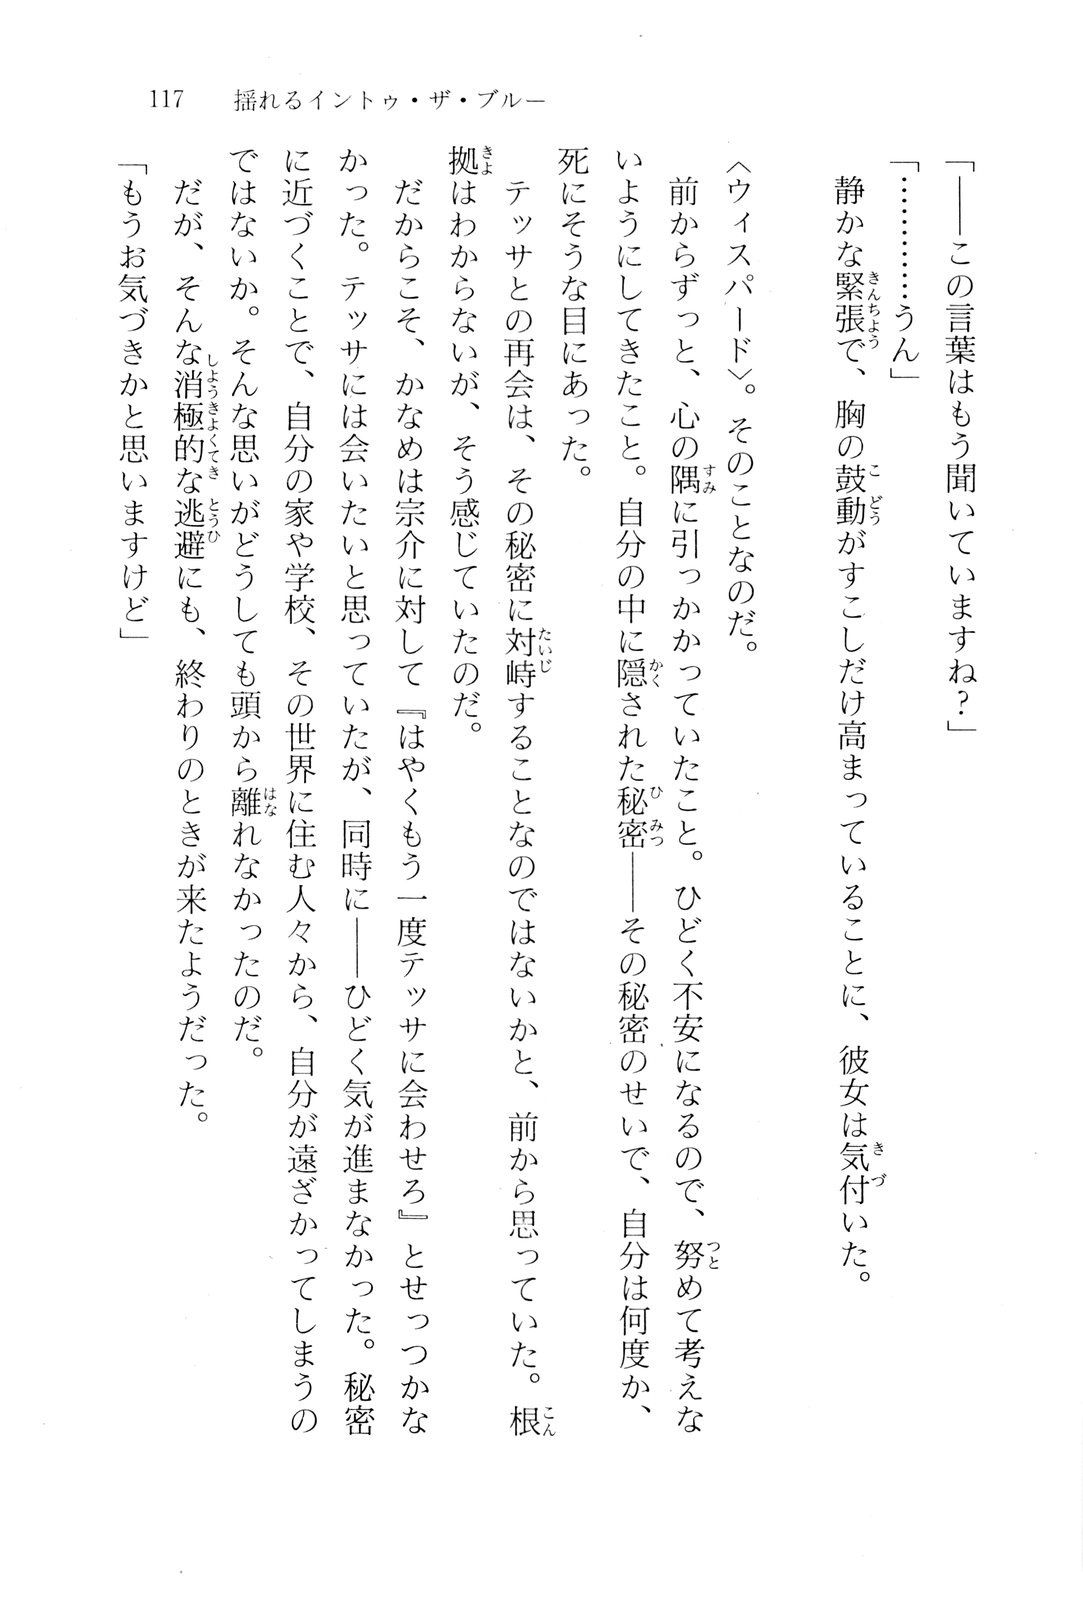 117　揺れるイントゥ・ザ・ブルー
「――この言葉はもう聞いていますね？」
「…………うん」
　静かな緊張で、胸の鼓動がすこしだけ高まっていることに、彼女は気付いた。
〈ウィスパード〉。そのことなのだ。
　前からずっと、心の隅に引っかかっていたこと。ひどく不安になるので、努めて考えな
いようにしてきたこと。自分の中に隠された秘密――その秘密のせいで、自分は何度か、
死にそうな目にあった。
　テッサとの再会は、その秘密に対峙することなのではないかと、前から思っていた。根
拠はわからないが、そう感じていたのだ。
　だからこそ、かなめは宗介に対して『はやくもう一度テッサに会わせろ』とせっつかな
かった。テッサには会いたいと思っていたが、同時に――ひどく気が進まなかった。秘密
に近づくことで、自分の家や学校、その世界に住む人々から、自分が遠ざかってしまうの
ではないか。そんな思いがどうしても頭から離れなかったのだ。
　だが、そんな消極的な逃避にも、終わりのときが来たようだった。
「もうお気づきかと思いますけど」